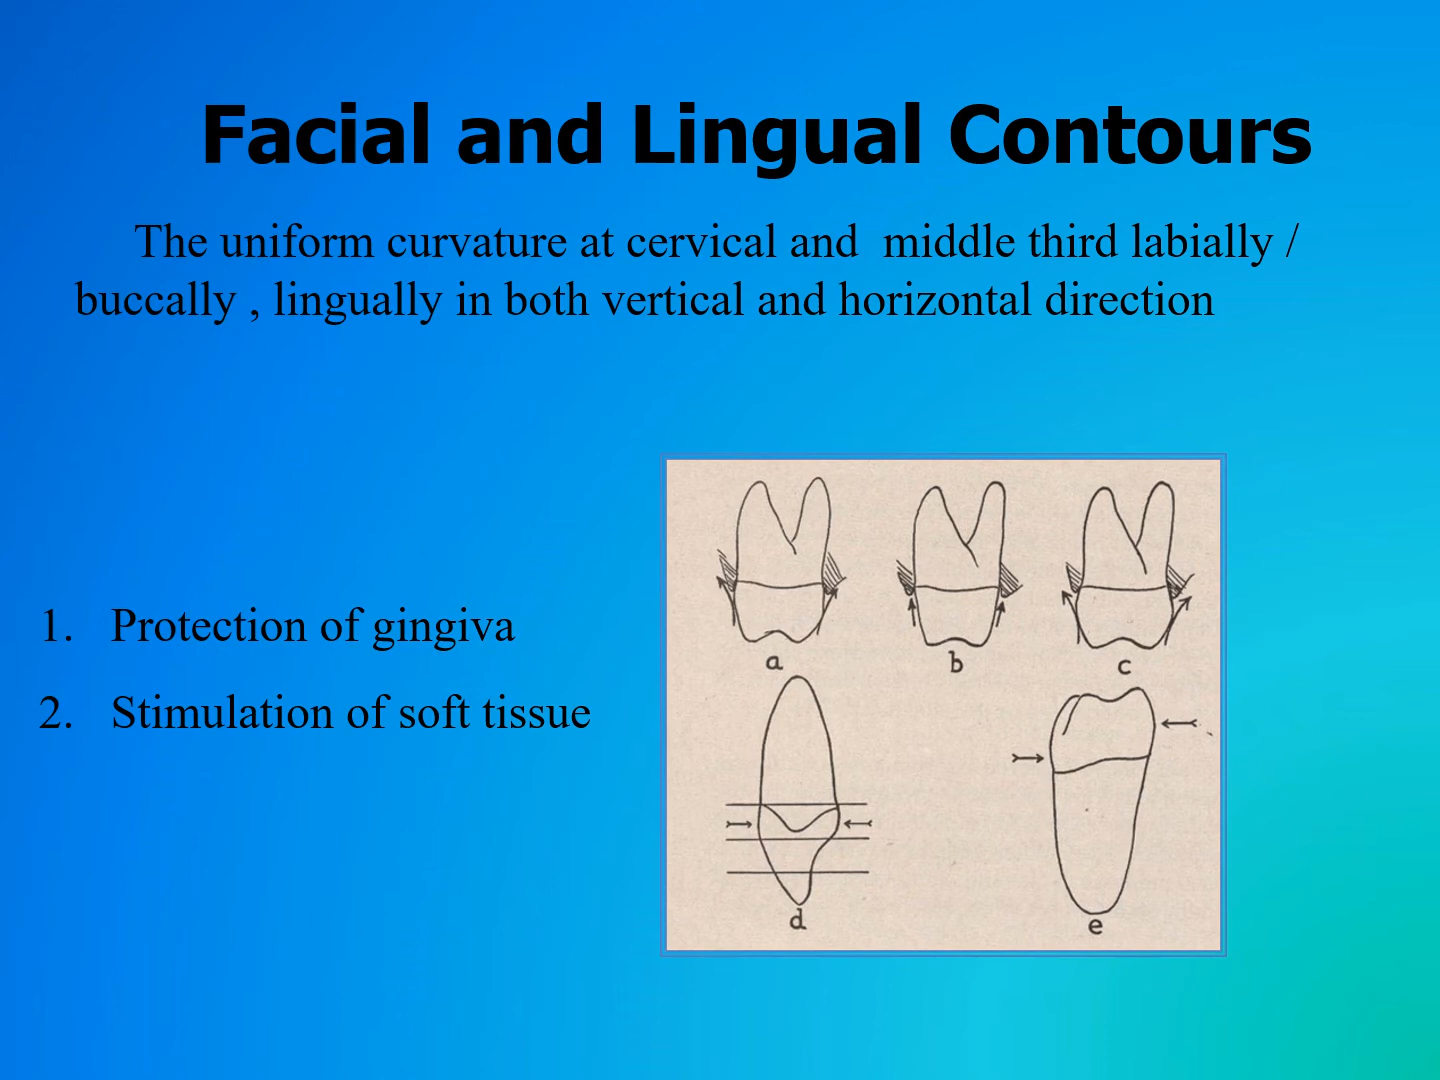 Facial and Lingual Contours
The uniform curvature at cervical and  middle third labially /
buccally , lingually in both vertical and horizontal direction
1. Protection of gingiva
2. Stimulation of soft tissue
a b c
d e